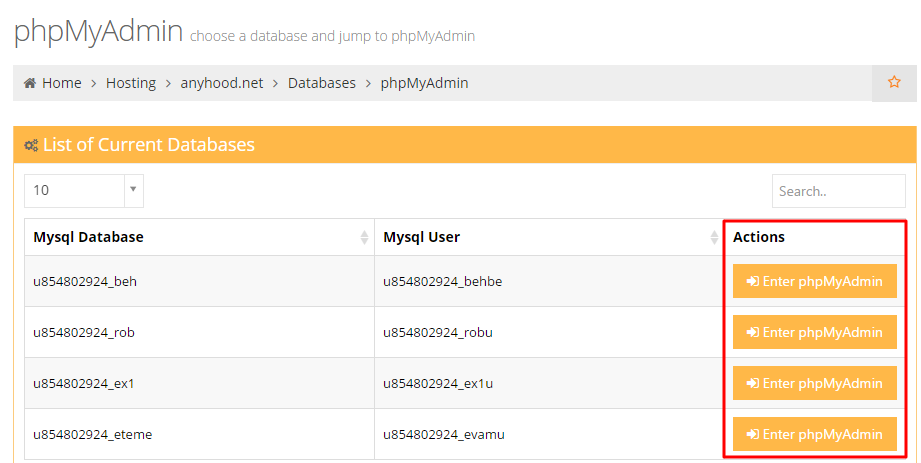 phpMyAdmin choose a database and jump to phpMyAdmin
Home > Hosting > anyhood.net > Databases > phpMyAdmin
List of Current Databases
10 Search..
Mysql Database Mysql User Actions
u854802924_beh u854802924_behbe Enter phpMyAdmin
u854802924_rob u854802924_robu Enter phpMyAdmin
u854802924_ex1 u854802924_ex1u Enter phpMyAdmin
u854802924_eteme u854802924_evamu Enter phpMyAdmin